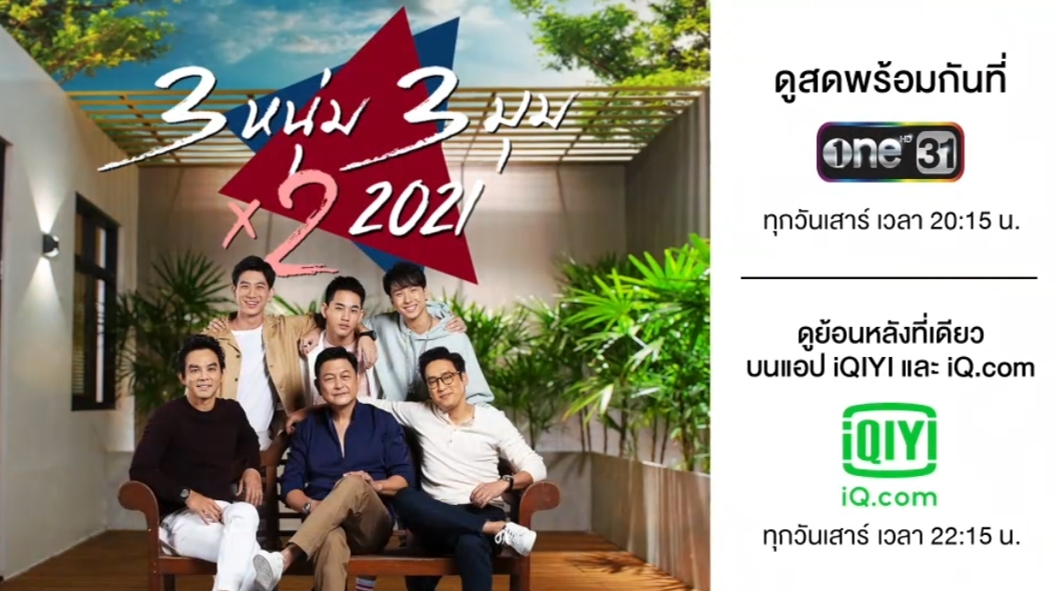 3 หนุ่ม 3 มุม
x2 2021
ดูสดพร้อมกันที่
one HD 31
ทุกวันเสาร์ เวลา 20:15 น.
ดูย้อนหลังที่เดียว
บนแอป iQIYI และ iQ.com
iQIYI
iQ.com
ทุกวันเสาร์ เวลา 22:15 น.